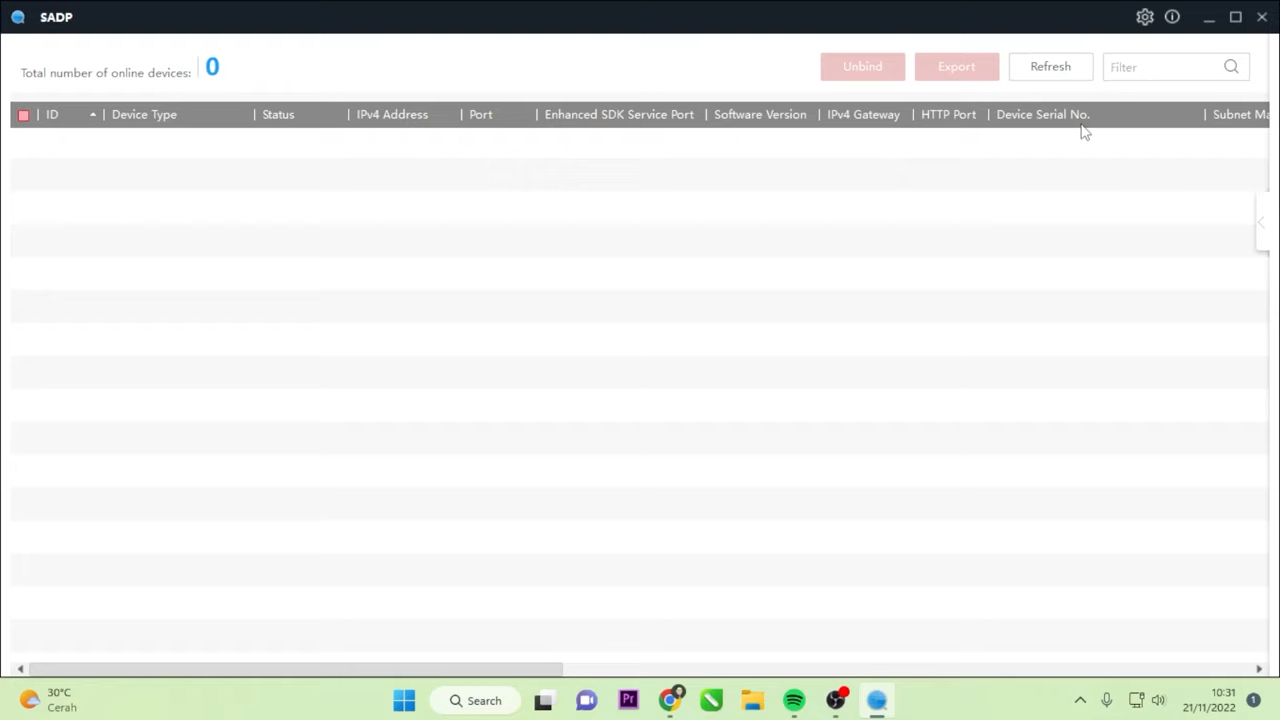 SADP
Total number of online devices: 0
Unbind
Export
Refresh
Filter
ID
Device Type
Status
IPv4 Address
Port
Enhanced SDK Service Port
Software Version
IPv4 Gateway
HTTP Port
Device Serial No.
Subnet Ma
30°C
Cerah
Pr
Search
10:31
21/11/2022
1